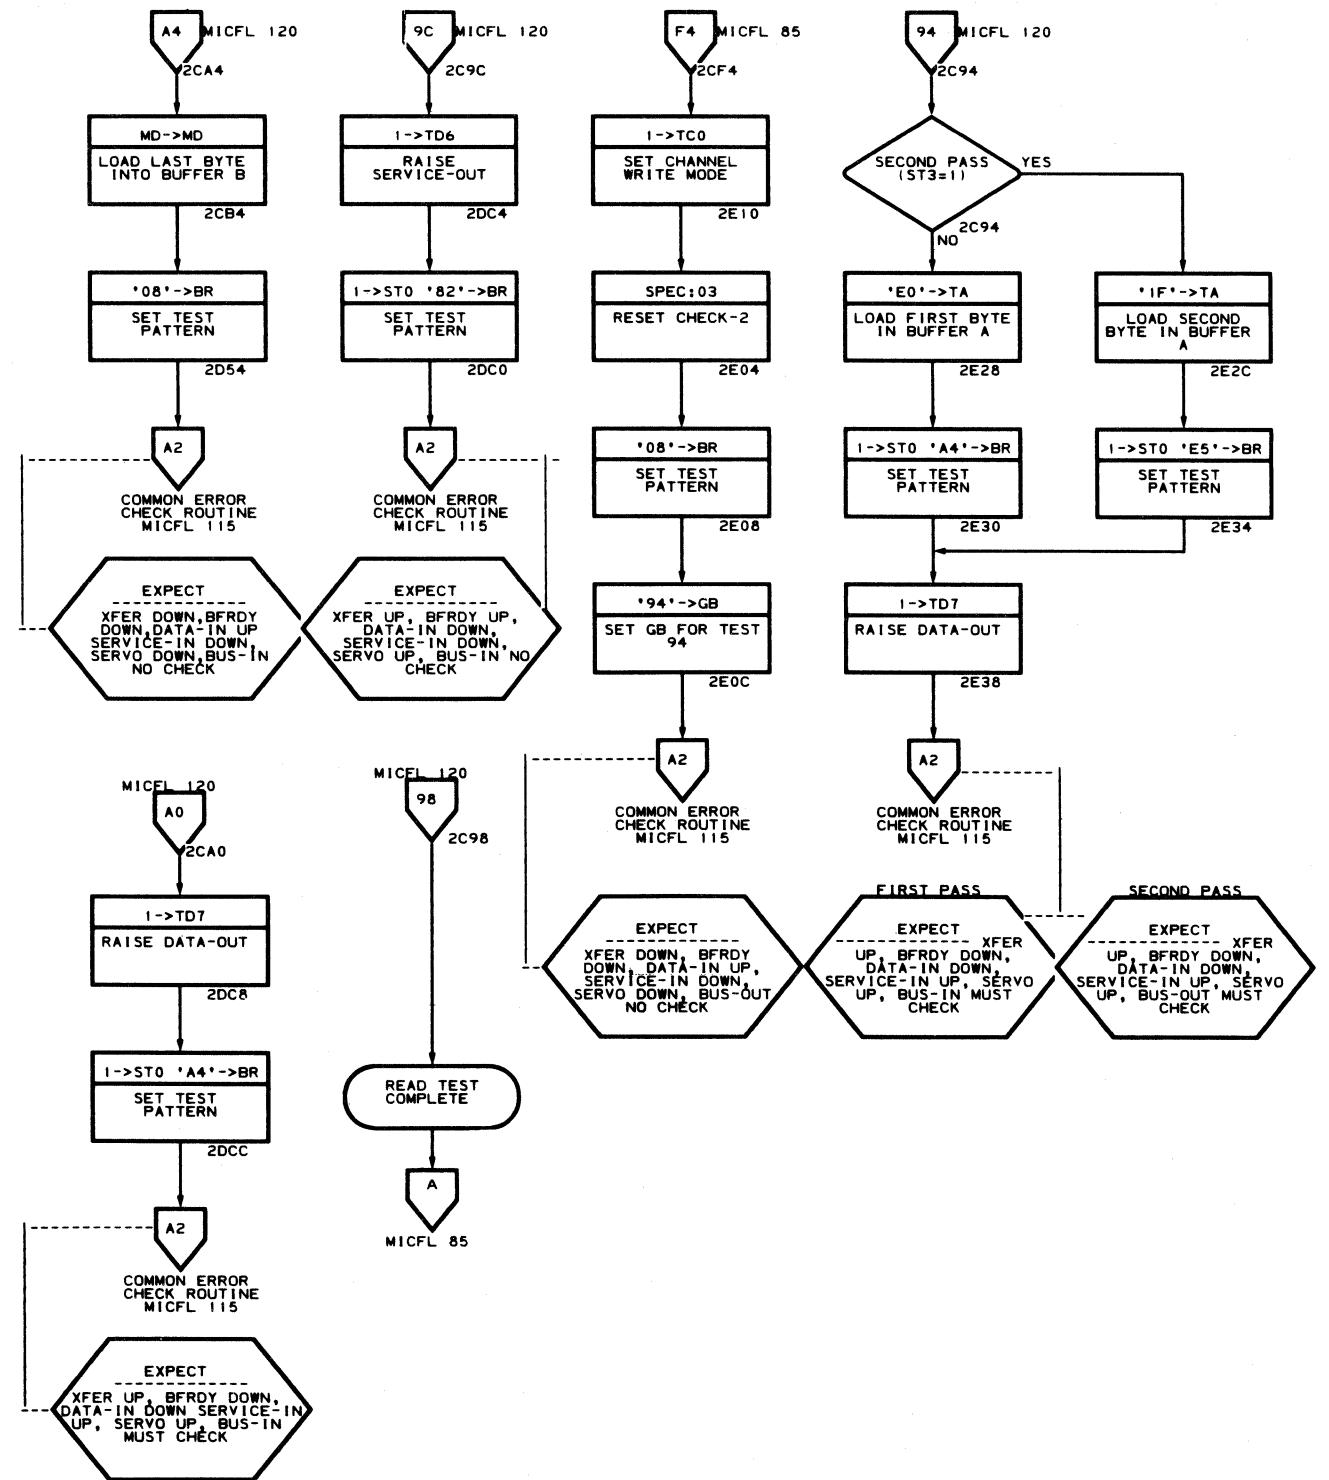 A4 MICFL 120
2CA4
MD->MD
LOAD LAST BYTE
INTO BUFFER B
2CB4
'08'->BR
SET TEST
PATTERN
2D54
A2
COMMON ERROR
CHECK ROUTINE
MICFL 115
EXPECT
XFER DOWN,BFRDY
DOWN,DATA-IN UP
SERVICE-IN DOWN,
SERVO DOWN,BUS-IN
NO CHECK
9C MICFL 120
2C9C
1->TD6
RAISE
SERVICE-OUT
2DC4
1->ST0 '82'->BR
SET TEST
PATTERN
2DC0
A2
COMMON ERROR
CHECK ROUTINE
MICFL 115
EXPECT
XFER UP, BFRDY UP,
DATA-IN DOWN,
SERVICE-IN DOWN,
SERVO UP, BUS-IN NO
CHECK
F4 MICFL 85
2CF4
1->TC0
SET CHANNEL
WRITE MODE
2E10
SPEC:03
RESET CHECK-2
2E04
'08'->BR
SET TEST
PATTERN
2E08
'94'->GB
SET GB FOR TEST
94
2E0C
A2
COMMON ERROR
CHECK ROUTINE
MICFL 115
EXPECT
XFER DOWN, BFRDY
DOWN, DATA-IN UP,
SERVICE-IN DOWN,
SERVO DOWN, BUS-OUT
NO CHECK
94 MICFL 120
2C94
SECOND PASS
(ST3=1)
YES
2C94
NO
'E0'->TA
LOAD FIRST BYTE
IN BUFFER A
2E28
1->ST0 'A4'->BR
SET TEST
PATTERN
2E30
'1F'->TA
LOAD SECOND
BYTE IN BUFFER
A
2E2C
1->ST0 'E5'->BR
SET TEST
PATTERN
2E34
1->TD7
RAISE DATA-OUT
2E38
A2
COMMON ERROR
CHECK ROUTINE
MICFL 115
FIRST PASS
EXPECT
XFER
UP, BFRDY DOWN,
DATA-IN DOWN,
SERVICE-IN UP, SERVO
UP, BUS-IN MUST
CHECK
SECOND PASS
EXPECT
XFER
UP, BFRDY DOWN,
DATA-IN DOWN,
SERVICE-IN UP, SERVO
UP, BUS-OUT MUST
CHECK
MICFL 120
A0
2CA0
1->TD7
RAISE DATA-OUT
2DC8
1->ST0 'A4'->BR
SET TEST
PATTERN
2DCC
A2
COMMON ERROR
CHECK ROUTINE
MICFL 115
EXPECT
XFER UP, BFRDY DOWN,
DATA-IN DOWN SERVICE-IN
UP, SERVO UP, BUS-IN
MUST CHECK
MICFL 120
98
2C98
READ TEST
COMPLETE
A
MICFL 85